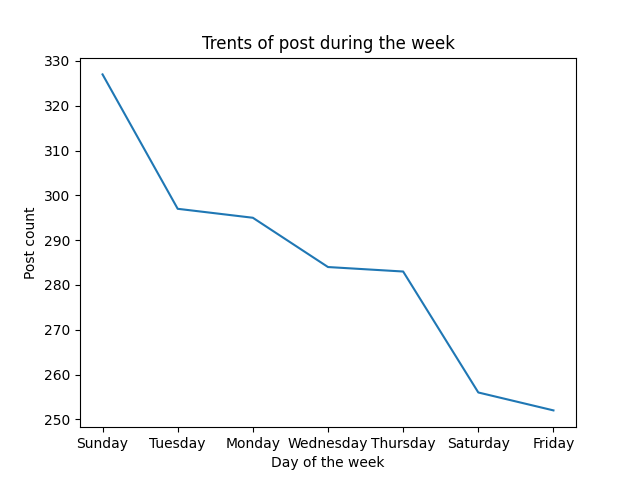 Trents of post during the week
Post count
330
320
310
300
290
280
270
260
250
Sunday Tuesday Monday Wednesday Thursday Saturday Friday
Day of the week